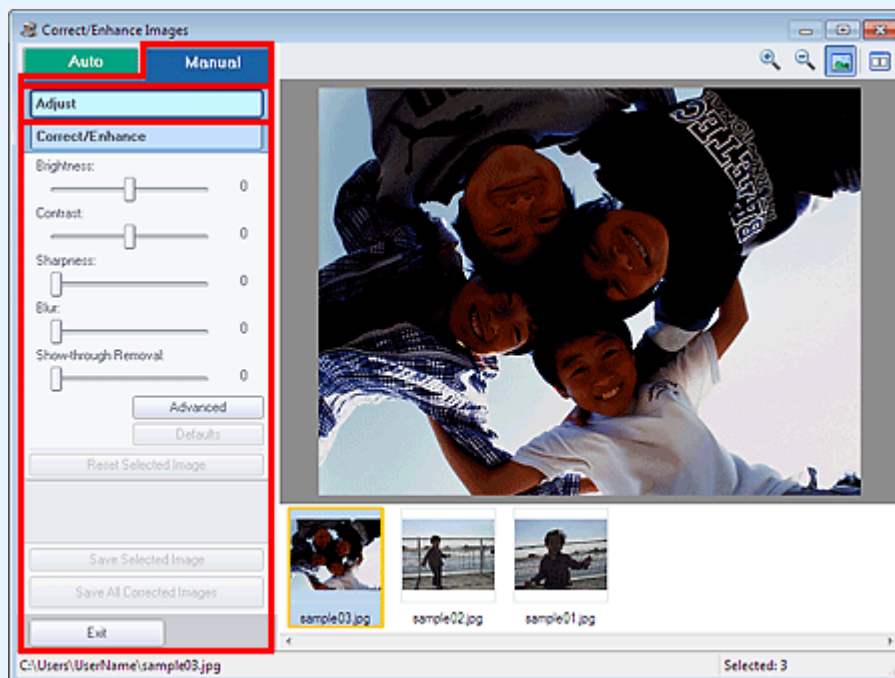 Correct/Enhance Images
Auto
Manual
Adjust
Correct/Enhance
Brightness:
0
Contrast:
0
Sharpness:
0
Blur:
0
Show-through Removal:
0
Advanced
Defaults
Reset Selected Image
Save Selected Image
Save All Corrected Images
Exit
sample03.jpg
sample02.jpg
sample01.jpg
C:\Users\UserName\sample03.jpg
Selected: 3